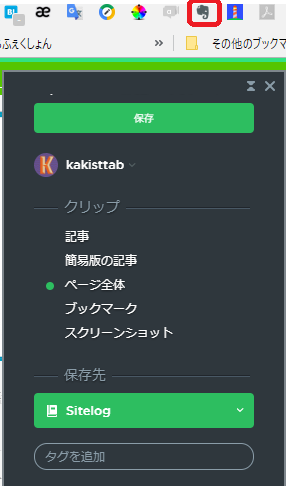 B!
æ
G
ふぇくしょん
»
その他のブックマ
保存
K kakisttab
クリップ
記事
簡易版の記事
ページ全体
ブックマーク
スクリーンショット
保存先
Sitelog
タグを追加